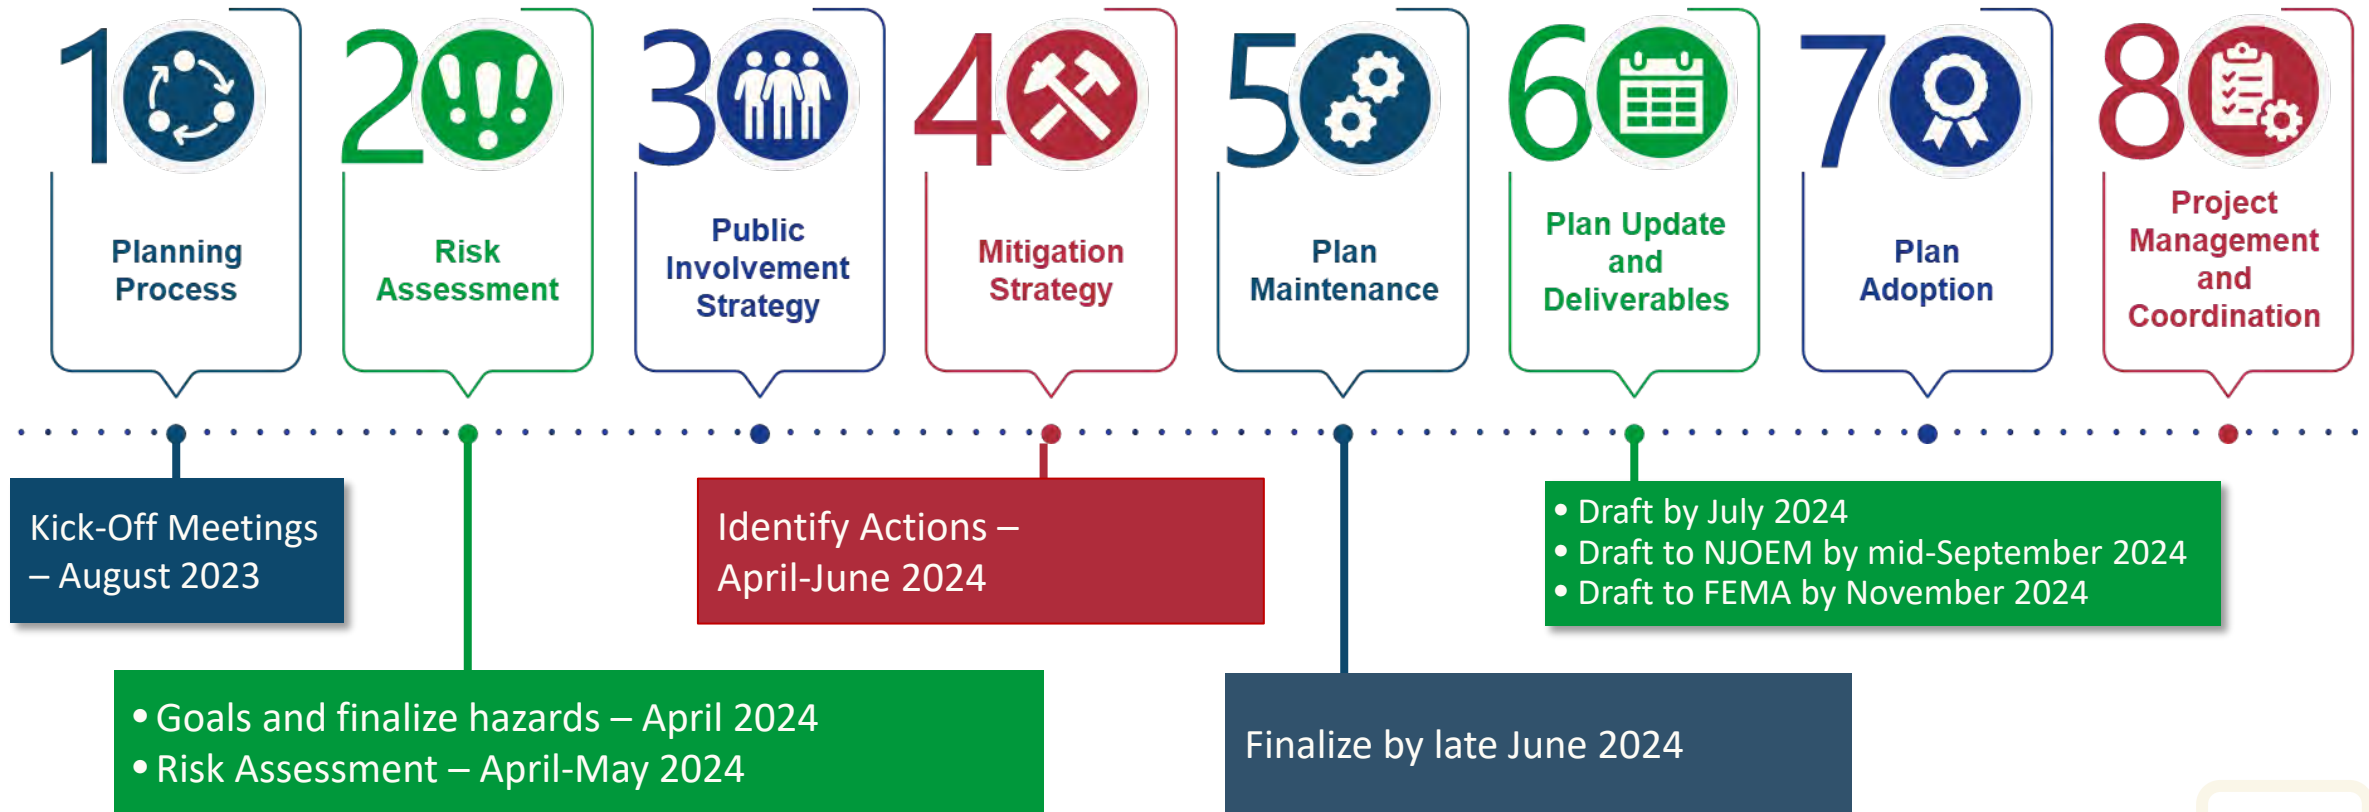 1
Planning
Process
2
Risk
Assessment
3
Public
Involvement
Strategy
4
Mitigation
Strategy
5
Plan
Maintenance
6
Plan Update
and
Deliverables
7
Plan
Adoption
8
Project
Management
and
Coordination
Kick-Off Meetings
– August 2023
Identify Actions –
April-June 2024
• Draft by July 2024
• Draft to NJOEM by mid-September 2024
• Draft to FEMA by November 2024
• Goals and finalize hazards – April 2024
• Risk Assessment – April-May 2024
Finalize by late June 2024